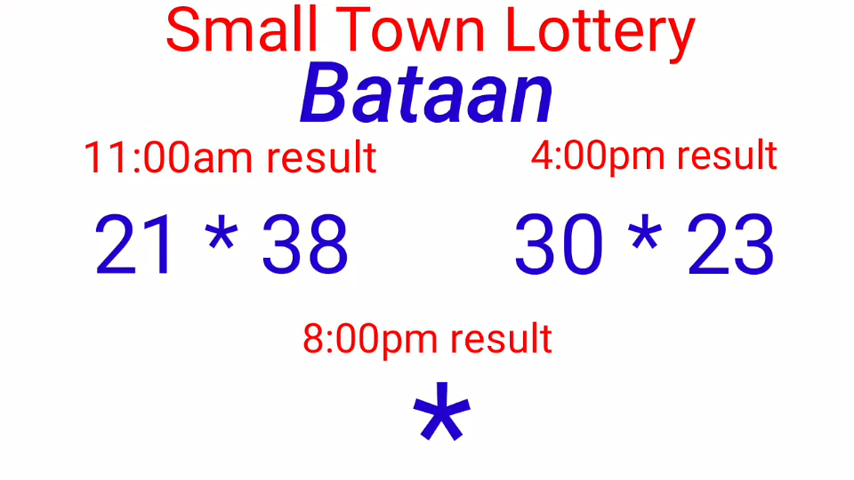 Small Town Lottery
Bataan
11:00am result
4:00pm result
21 * 38
30 * 23
8:00pm result
*